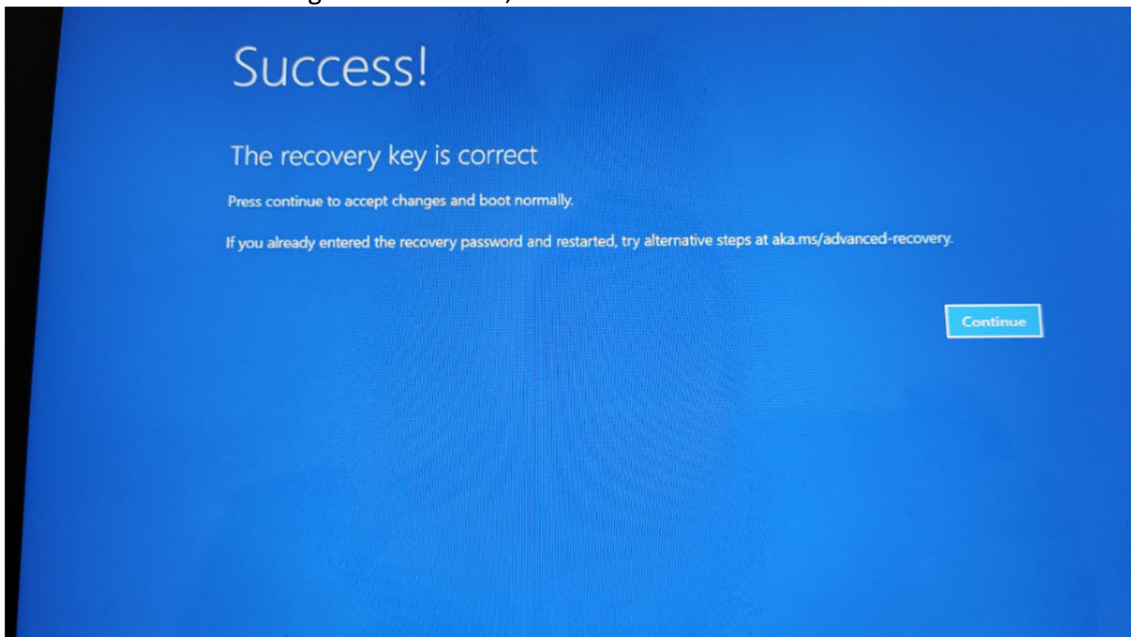 Success!
The recovery key is correct
Press continue to accept changes and boot normally.
If you already entered the recovery password and restarted, try alternative steps at aka.ms/advanced-recovery.
Continue